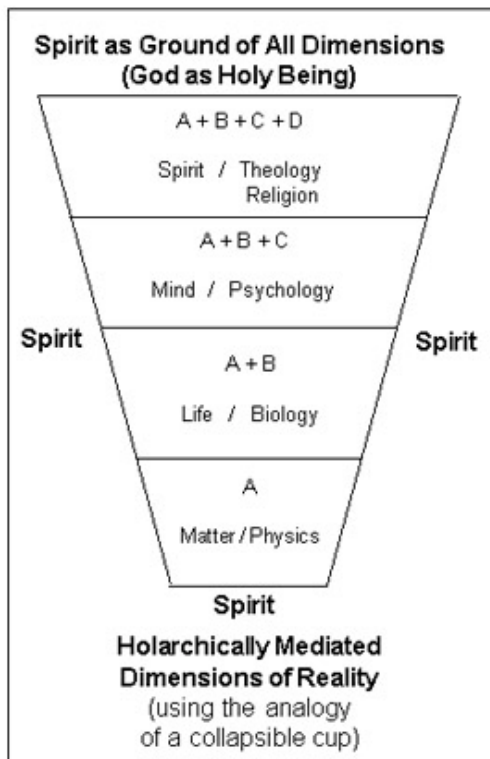 Spirit as Ground of All Dimensions
(God as Holy Being)
A + B + C + D
Spirit / Theology
Religion
A + B + C
Mind / Psychology
Spirit
Spirit
A + B
Life / Biology
A
Matter / Physics
Spirit
Holarchically Mediated
Dimensions of Reality
(using the analogy
of a collapsible cup)